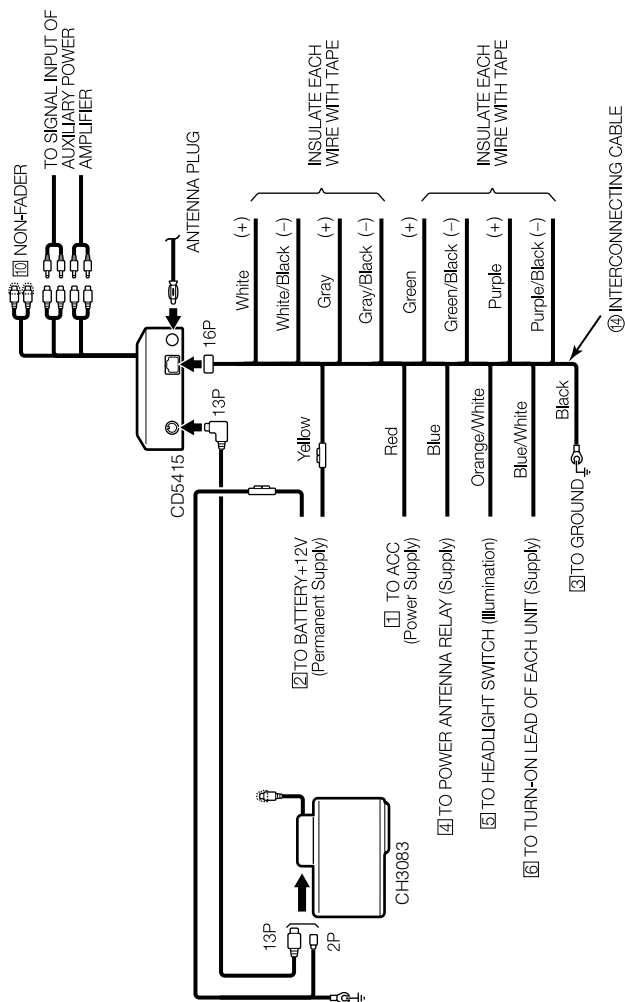 10 NON-FADER
TO SIGNAL INPUT OF
AUXILIARY POWER
AMPLIFIER
ANTENNA PLUG
16P
13P
CD5415
INSULATE EACH
WIRE WITH TAPE
INSULATE EACH
WIRE WITH TAPE
White (+)
White/Black (−)
Gray (+)
Gray/Black (−)
Green (+)
Green/Black (−)
Purple (+)
Purple/Black (−)
⑭ INTERCONNECTING CABLE
Yellow
Red
Blue
Orange/White
Blue/White
Black
2 TO BATTERY+12V
(Permanent Supply)
1 TO ACC
(Power Supply)
4 TO POWER ANTENNA RELAY (Supply)
5 TO HEADLIGHT SWITCH (Illumination)
6 TO TURN-ON LEAD OF EACH UNIT (Supply)
3 TO GROUND
13P
2P
CH3083